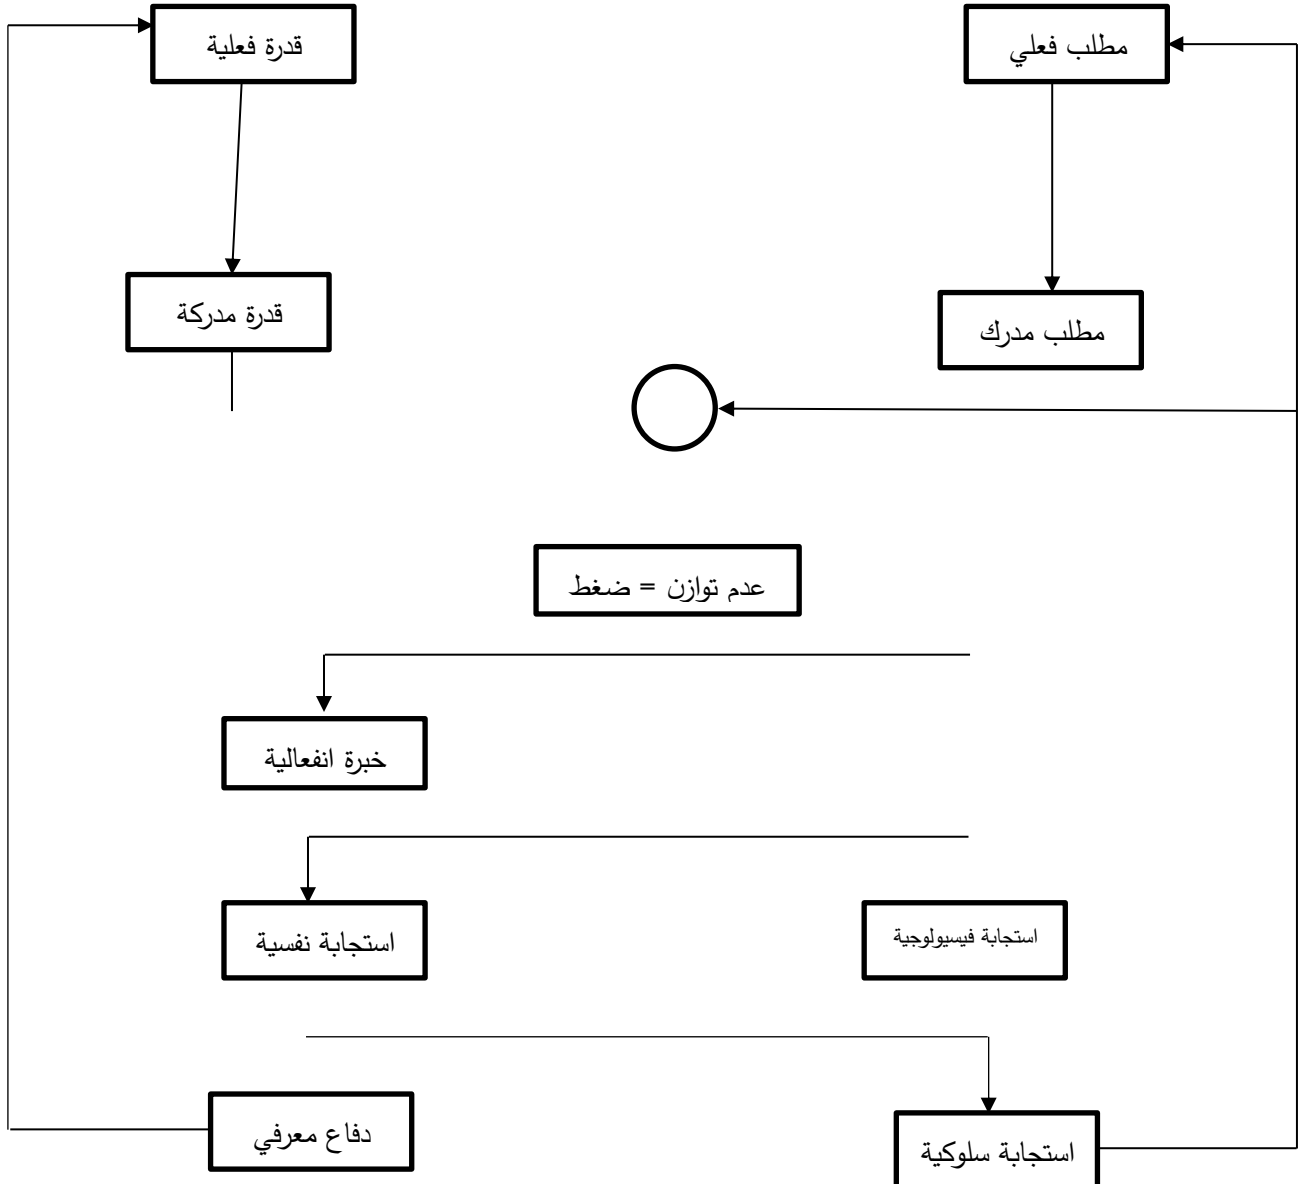 مطلب فعلي
قدرة فعلية
مطلب مدرك
قدرة مدركة
عدم توازن = ضغط
خبرة انفعالية
استجابة فيسيولوجية
استجابة نفسية
استجابة سلوكية
دفاع معرفي